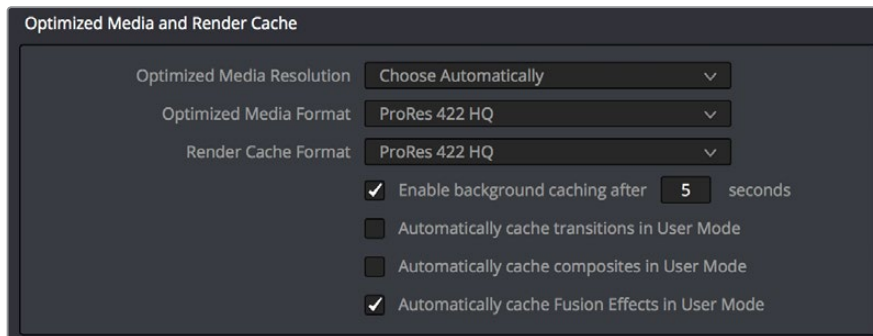 Optimized Media and Render Cache
Optimized Media Resolution Choose Automatically
Optimized Media Format ProRes 422 HQ
Render Cache Format ProRes 422 HQ
Enable background caching after 5 seconds
Automatically cache transitions in User Mode
Automatically cache composites in User Mode
Automatically cache Fusion Effects in User Mode